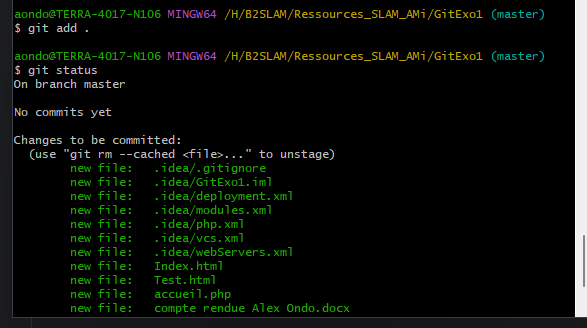 aondo@TERRA-4017-N106 MINGW64 /H/B2SLAM/Ressources_SLAM_AMi/GitExo1 (master)
$ git add .
aondo@TERRA-4017-N106 MINGW64 /H/B2SLAM/Ressources_SLAM_AMi/GitExo1 (master)
$ git status
On branch master
No commits yet
Changes to be committed:
  (use "git rm --cached <file>..." to unstage)
        new file:   .idea/.gitignore
        new file:   .idea/GitExo1.iml
        new file:   .idea/deployment.xml
        new file:   .idea/modules.xml
        new file:   .idea/php.xml
        new file:   .idea/vcs.xml
        new file:   .idea/webServers.xml
        new file:   Index.html
        new file:   Test.html
        new file:   accueil.php
        new file:   compte rendue Alex Ondo.docx